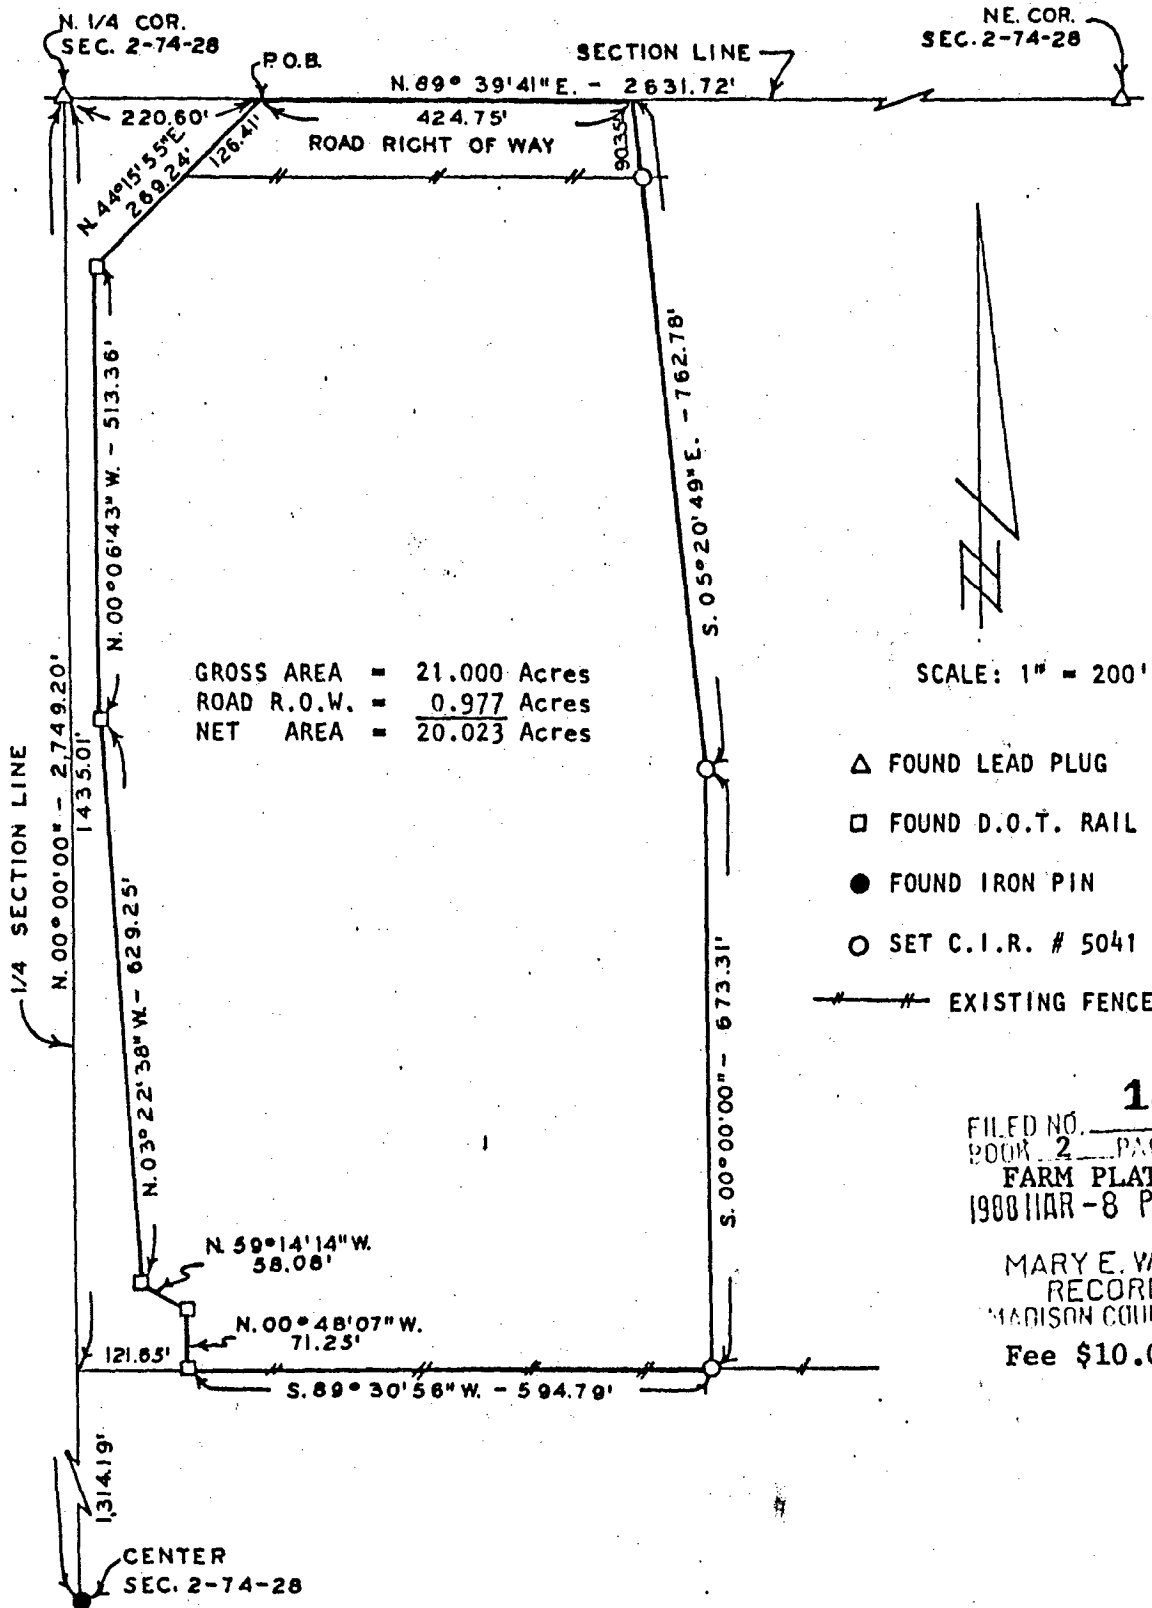 N. 1/4 COR.
SEC. 2-74-28
P.O.B.
SECTION LINE
NE. COR.
SEC. 2-74-28
N. 89° 39'41"E. - 2631.72'
220.60'
424.75'
ROAD RIGHT OF WAY
90.35'
N. 44°15'55"E.
269.24'
126.41'
N. 00°06'43"W. - 513.36'
S. 05°20'49"E. - 762.78'
GROSS AREA = 21.000 Acres
ROAD R.O.W. = 0.977 Acres
NET AREA = 20.023 Acres
SCALE: 1" = 200'
△ FOUND LEAD PLUG
□ FOUND D.O.T. RAIL
● FOUND IRON PIN
○ SET C.I.R. # 5041
EXISTING FENCE
1/4 SECTION LINE
N. 00°00'00" - 2,749.20'
1435.01'
N. 03°22'38"W. - 629.25'
S. 00°00'00" - 673.31'
N. 59°14'14"W.
58.08'
N. 00°48'07"W.
71.25'
121.65'
S. 89° 30'56"W. - 594.79'
1,314.19'
CENTER
SEC. 2-74-28
FILED NO.
BOOK 2
FARM PLAT
-8 P
MARY E.
RECOR
MADISON COU
Fee $10.0